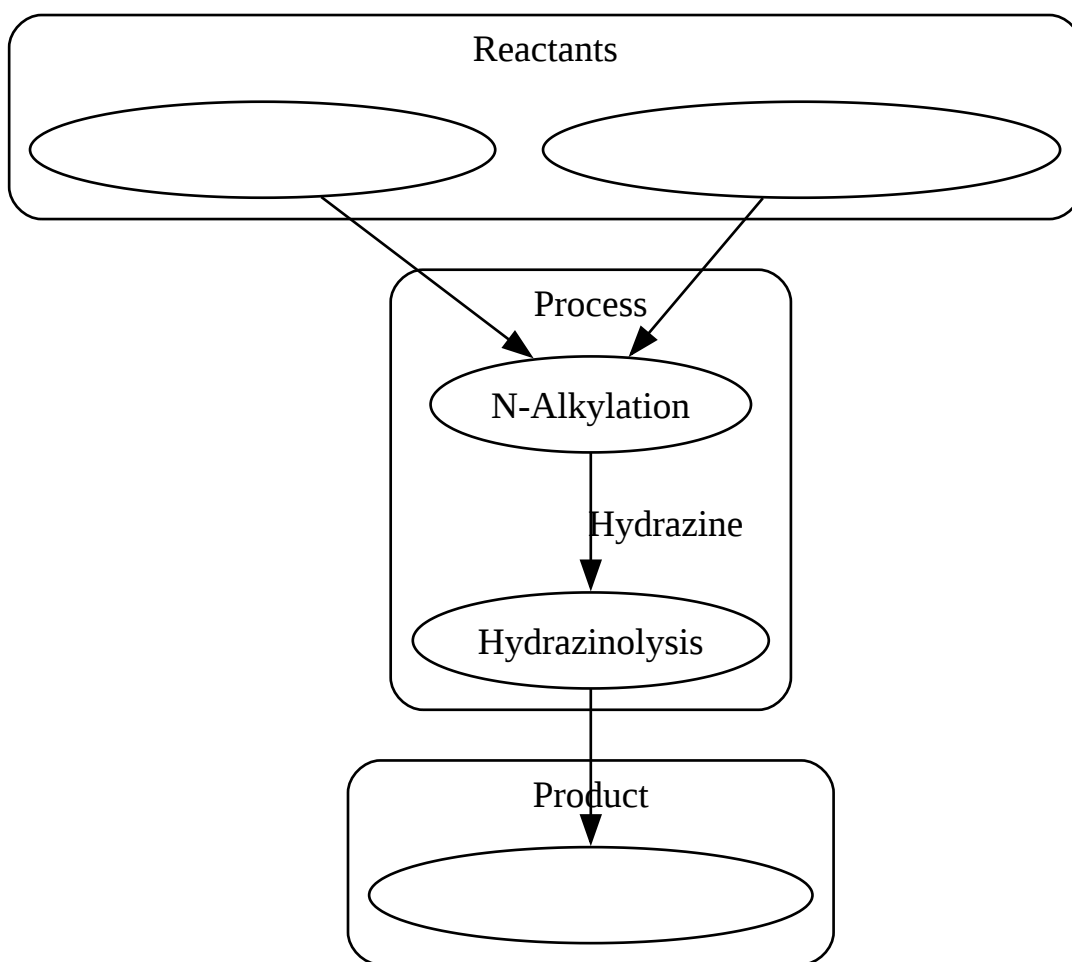 Reactants
Process
N-Alkylation
Hydrazine
Hydrazinolysis
Product